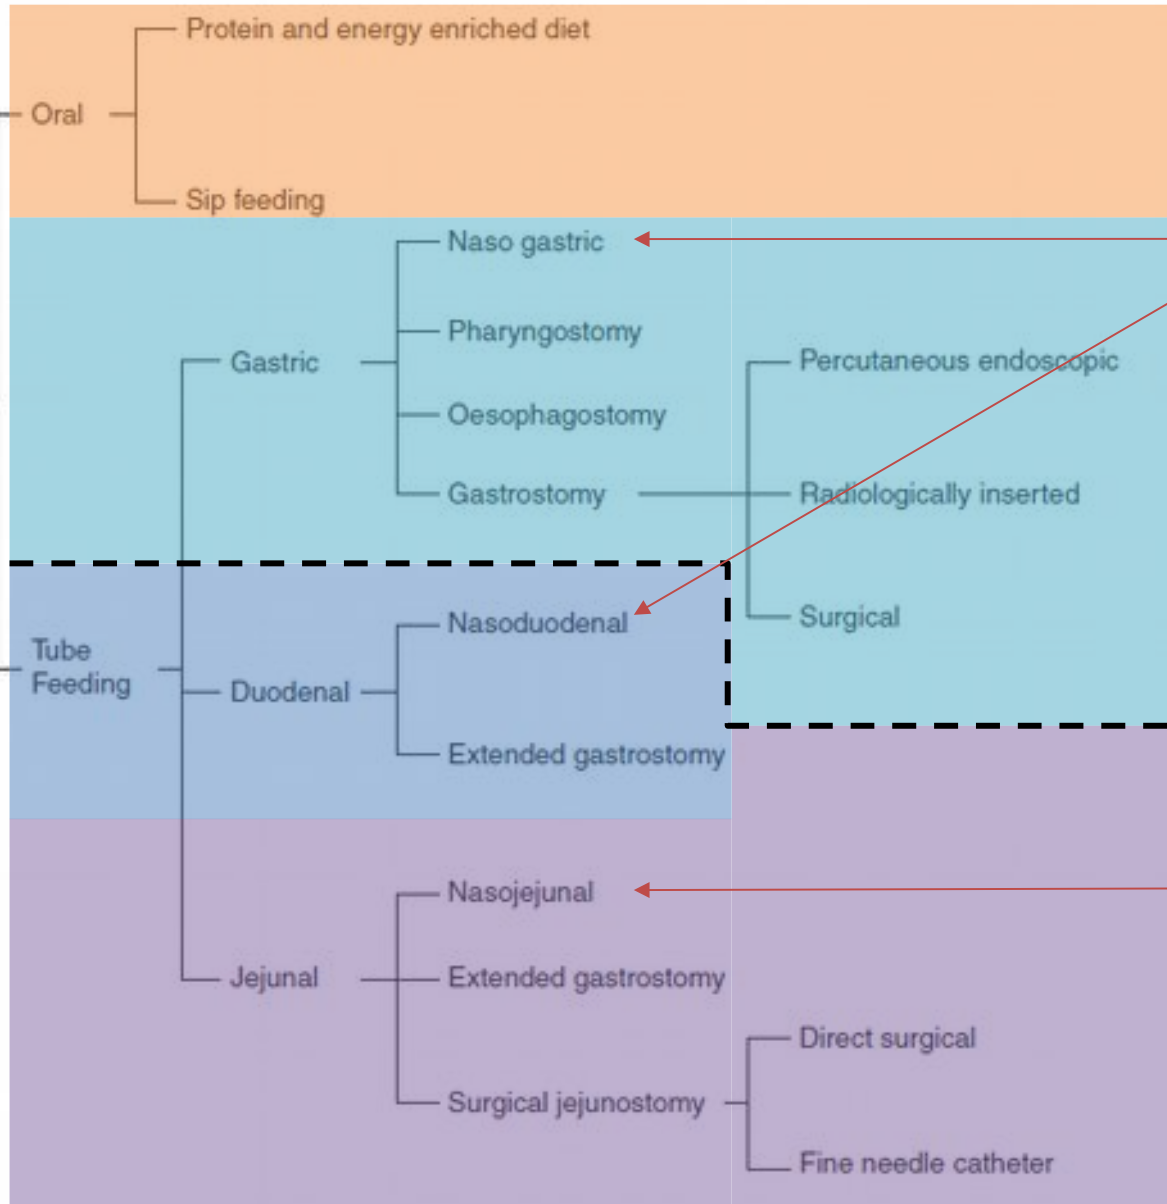 Protein and energy enriched diet
Oral
Sip feeding
Naso gastric
Pharyngostomy
Gastric
Percutaneous endoscopic
Oesophagostomy
Gastrostomy
Radiologically inserted
Nasoduodenal
Surgical
Tube
Feeding
Duodenal
Extended gastrostomy
Nasojejunal
Jejunal
Extended gastrostomy
Direct surgical
Surgical jejunostomy
Fine needle catheter